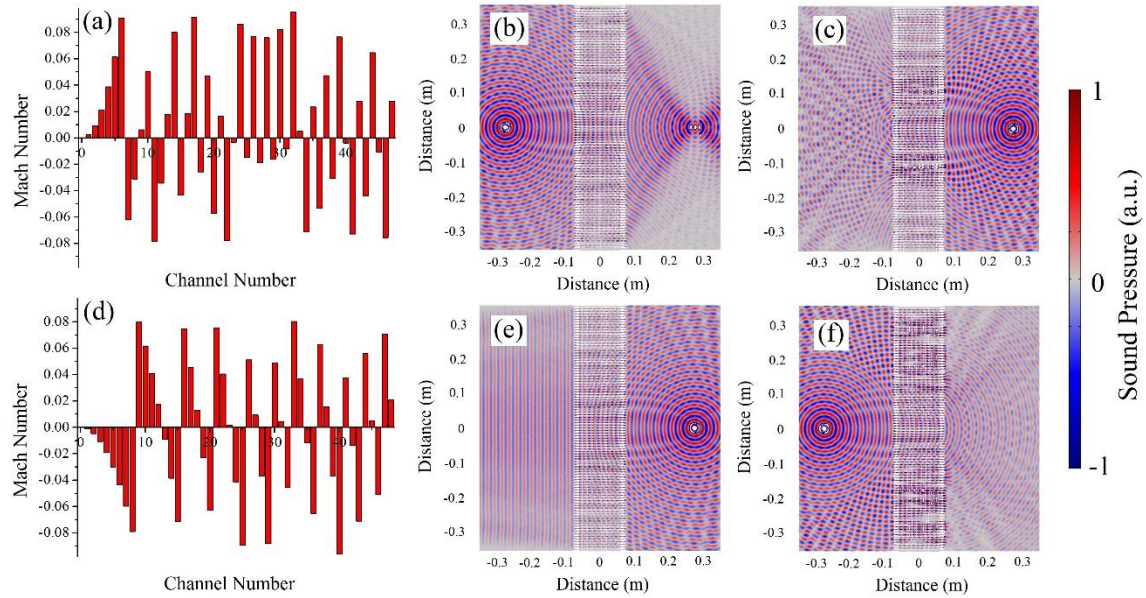 (a)
Mach Number
0.08
0.06
0.04
0.02
0.00
-0.02
-0.04
-0.06
-0.08
0
10
20
30
40
Channel Number
(b)
Distance (m)
0.3
0.2
0.1
0
-0.1
-0.2
-0.3
-0.3 -0.2 -0.1 0 0.1 0.2 0.3
Distance (m)
(c)
Distance (m)
0.3
0.2
0.1
0
-0.1
-0.2
-0.3
-0.3 -0.2 -0.1 0 0.1 0.2 0.3
Distance (m)
(d)
Mach Number
0.08
0.06
0.04
0.02
0.00
-0.02
-0.04
-0.06
-0.08
0
10
20
30
40
Channel Number
(e)
Distance (m)
0.3
0.2
0.1
0
-0.1
-0.2
-0.3
-0.3 -0.2 -0.1 0 0.1 0.2 0.3
Distance (m)
(f)
Distance (m)
0.3
0.2
0.1
0
-0.1
-0.2
-0.3
-0.3 -0.2 -0.1 0 0.1 0.2 0.3
Distance (m)
1
0
-1
Sound Pressure (a.u.)